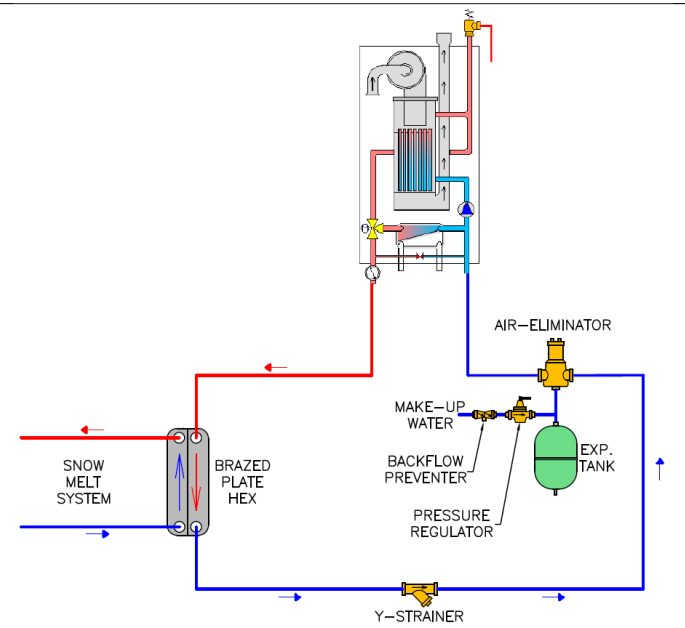 AIR-ELIMINATOR
MAKE-UP
WATER
BACKFLOW
PREVENTER
EXP.
TANK
PRESSURE
REGULATOR
SNOW
MELT
SYSTEM
BRAZED
PLATE
HEX
Y-STRAINER